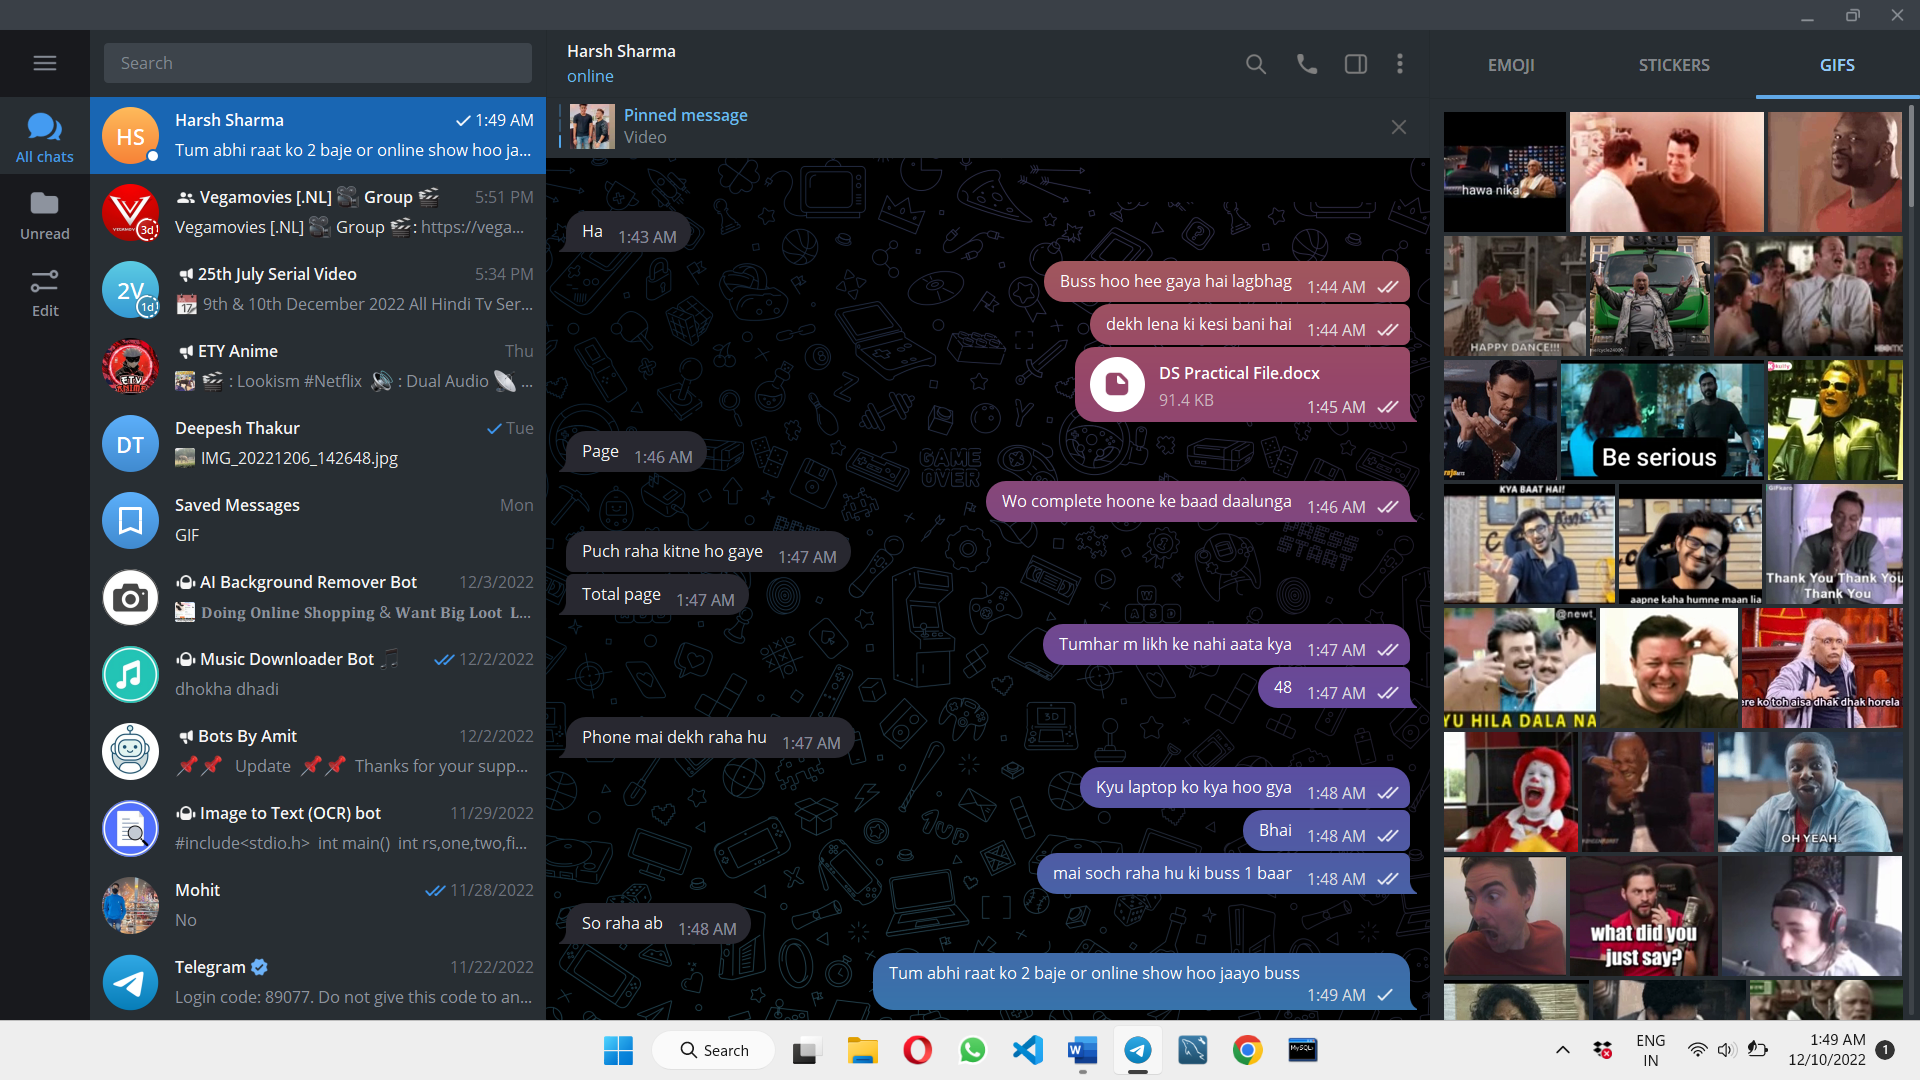 Search
All chats
Unread
Edit
HS
Harsh Sharma
1:49 AM
Tum abhi raat ko 2 baje or online show hoo ja...
3d
Vegamovies [.NL] 🎥 Group 🎬
5:51 PM
Vegamovies [.NL] 🎥 Group 🎬: https://vega...
2V
1d
25th July Serial Video
5:34 PM
📅 9th & 10th December 2022 All Hindi Tv Ser...
ETY Anime
Thu
🎬 : Lookism #Netflix 🔊 : Dual Audio 📡 ...
DT
Deepesh Thakur
Tue
IMG_20221206_142648.jpg
Saved Messages
Mon
GIF
AI Background Remover Bot
12/3/2022
Doing Online Shopping & Want Big Loot L...
Music Downloader Bot 🎵
12/2/2022
dhokha dhadi
Bots By Amit
12/2/2022
📌📌 Update 📌📌 Thanks for your supp...
Image to Text (OCR) bot
11/29/2022
#include<stdio.h> int main() int rs,one,two,fi...
Mohit
11/28/2022
No
Telegram
11/22/2022
Login code: 89077. Do not give this code to an...
Harsh Sharma
online
Pinned message
Video
Ha 1:43 AM
Buss hoo hee gaya hai lagbhag 1:44 AM
dekh lena ki kesi bani hai 1:44 AM
DS Practical File.docx
91.4 KB
1:45 AM
Page 1:46 AM
Wo complete hoone ke baad daalunga 1:46 AM
Puch raha kitne ho gaye 1:47 AM
Total page 1:47 AM
Tumhar m likh ke nahi aata kya 1:47 AM
48 1:47 AM
Phone mai dekh raha hu 1:47 AM
Kyu laptop ko kya hoo gya 1:48 AM
Bhai 1:48 AM
mai soch raha hu ki buss 1 baar 1:48 AM
So raha ab 1:48 AM
Tum abhi raat ko 2 baje or online show hoo jaayo buss
1:49 AM
GAME OVER
PRESS START
EMOJI
STICKERS
GIFS
hawa nika
HAPPY DANCE!!!
Be serious
KYA BAAT HAI!
aapne kaha humne maan lia
Thank You Thank You
Thank You
@newt_
YU HILA DALA NA
ere ko toh aisa dhak dhak horela
OH YEAH.
what did you
just say?
Search
ENG
IN
1:49 AM
12/10/2022
1